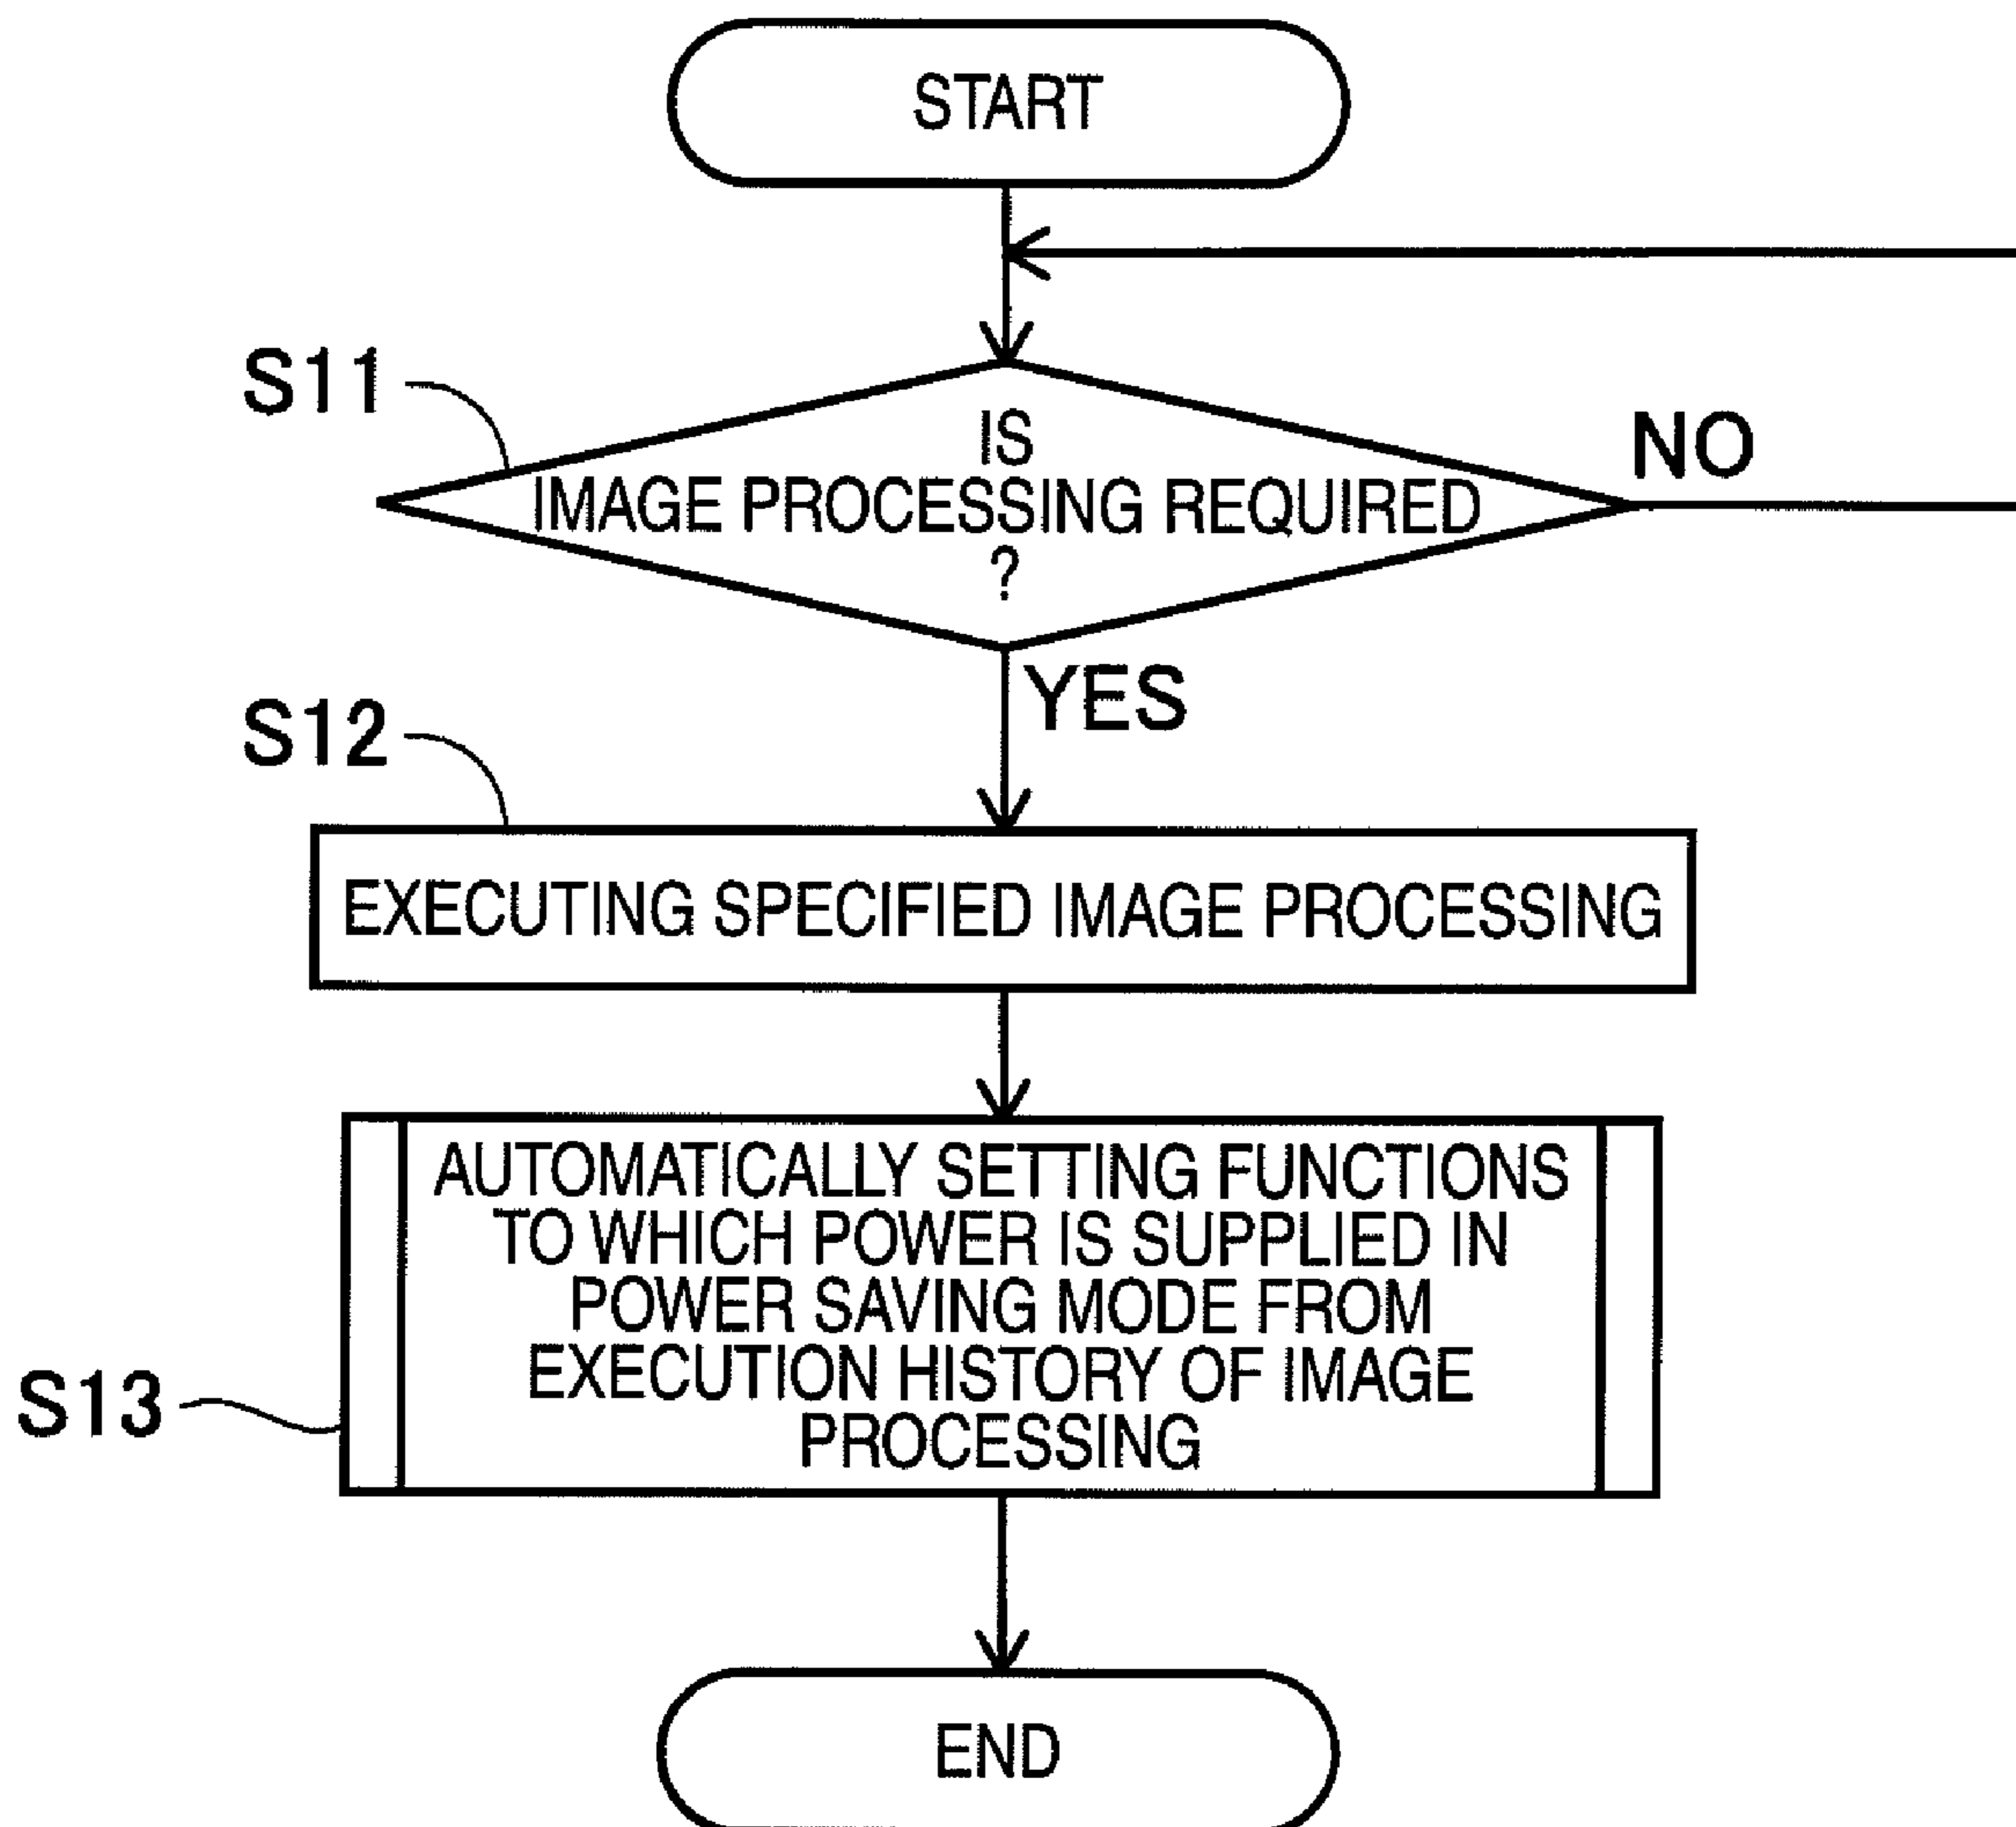 START
S11
IS
IMAGE PROCESSING REQUIRED
?
NO
YES
S12
EXECUTING SPECIFIED IMAGE PROCESSING
AUTOMATICALLY SETTING FUNCTIONS
TO WHICH POWER IS SUPPLIED IN
POWER SAVING MODE FROM
EXECUTION HISTORY OF IMAGE
PROCESSING
S13
END